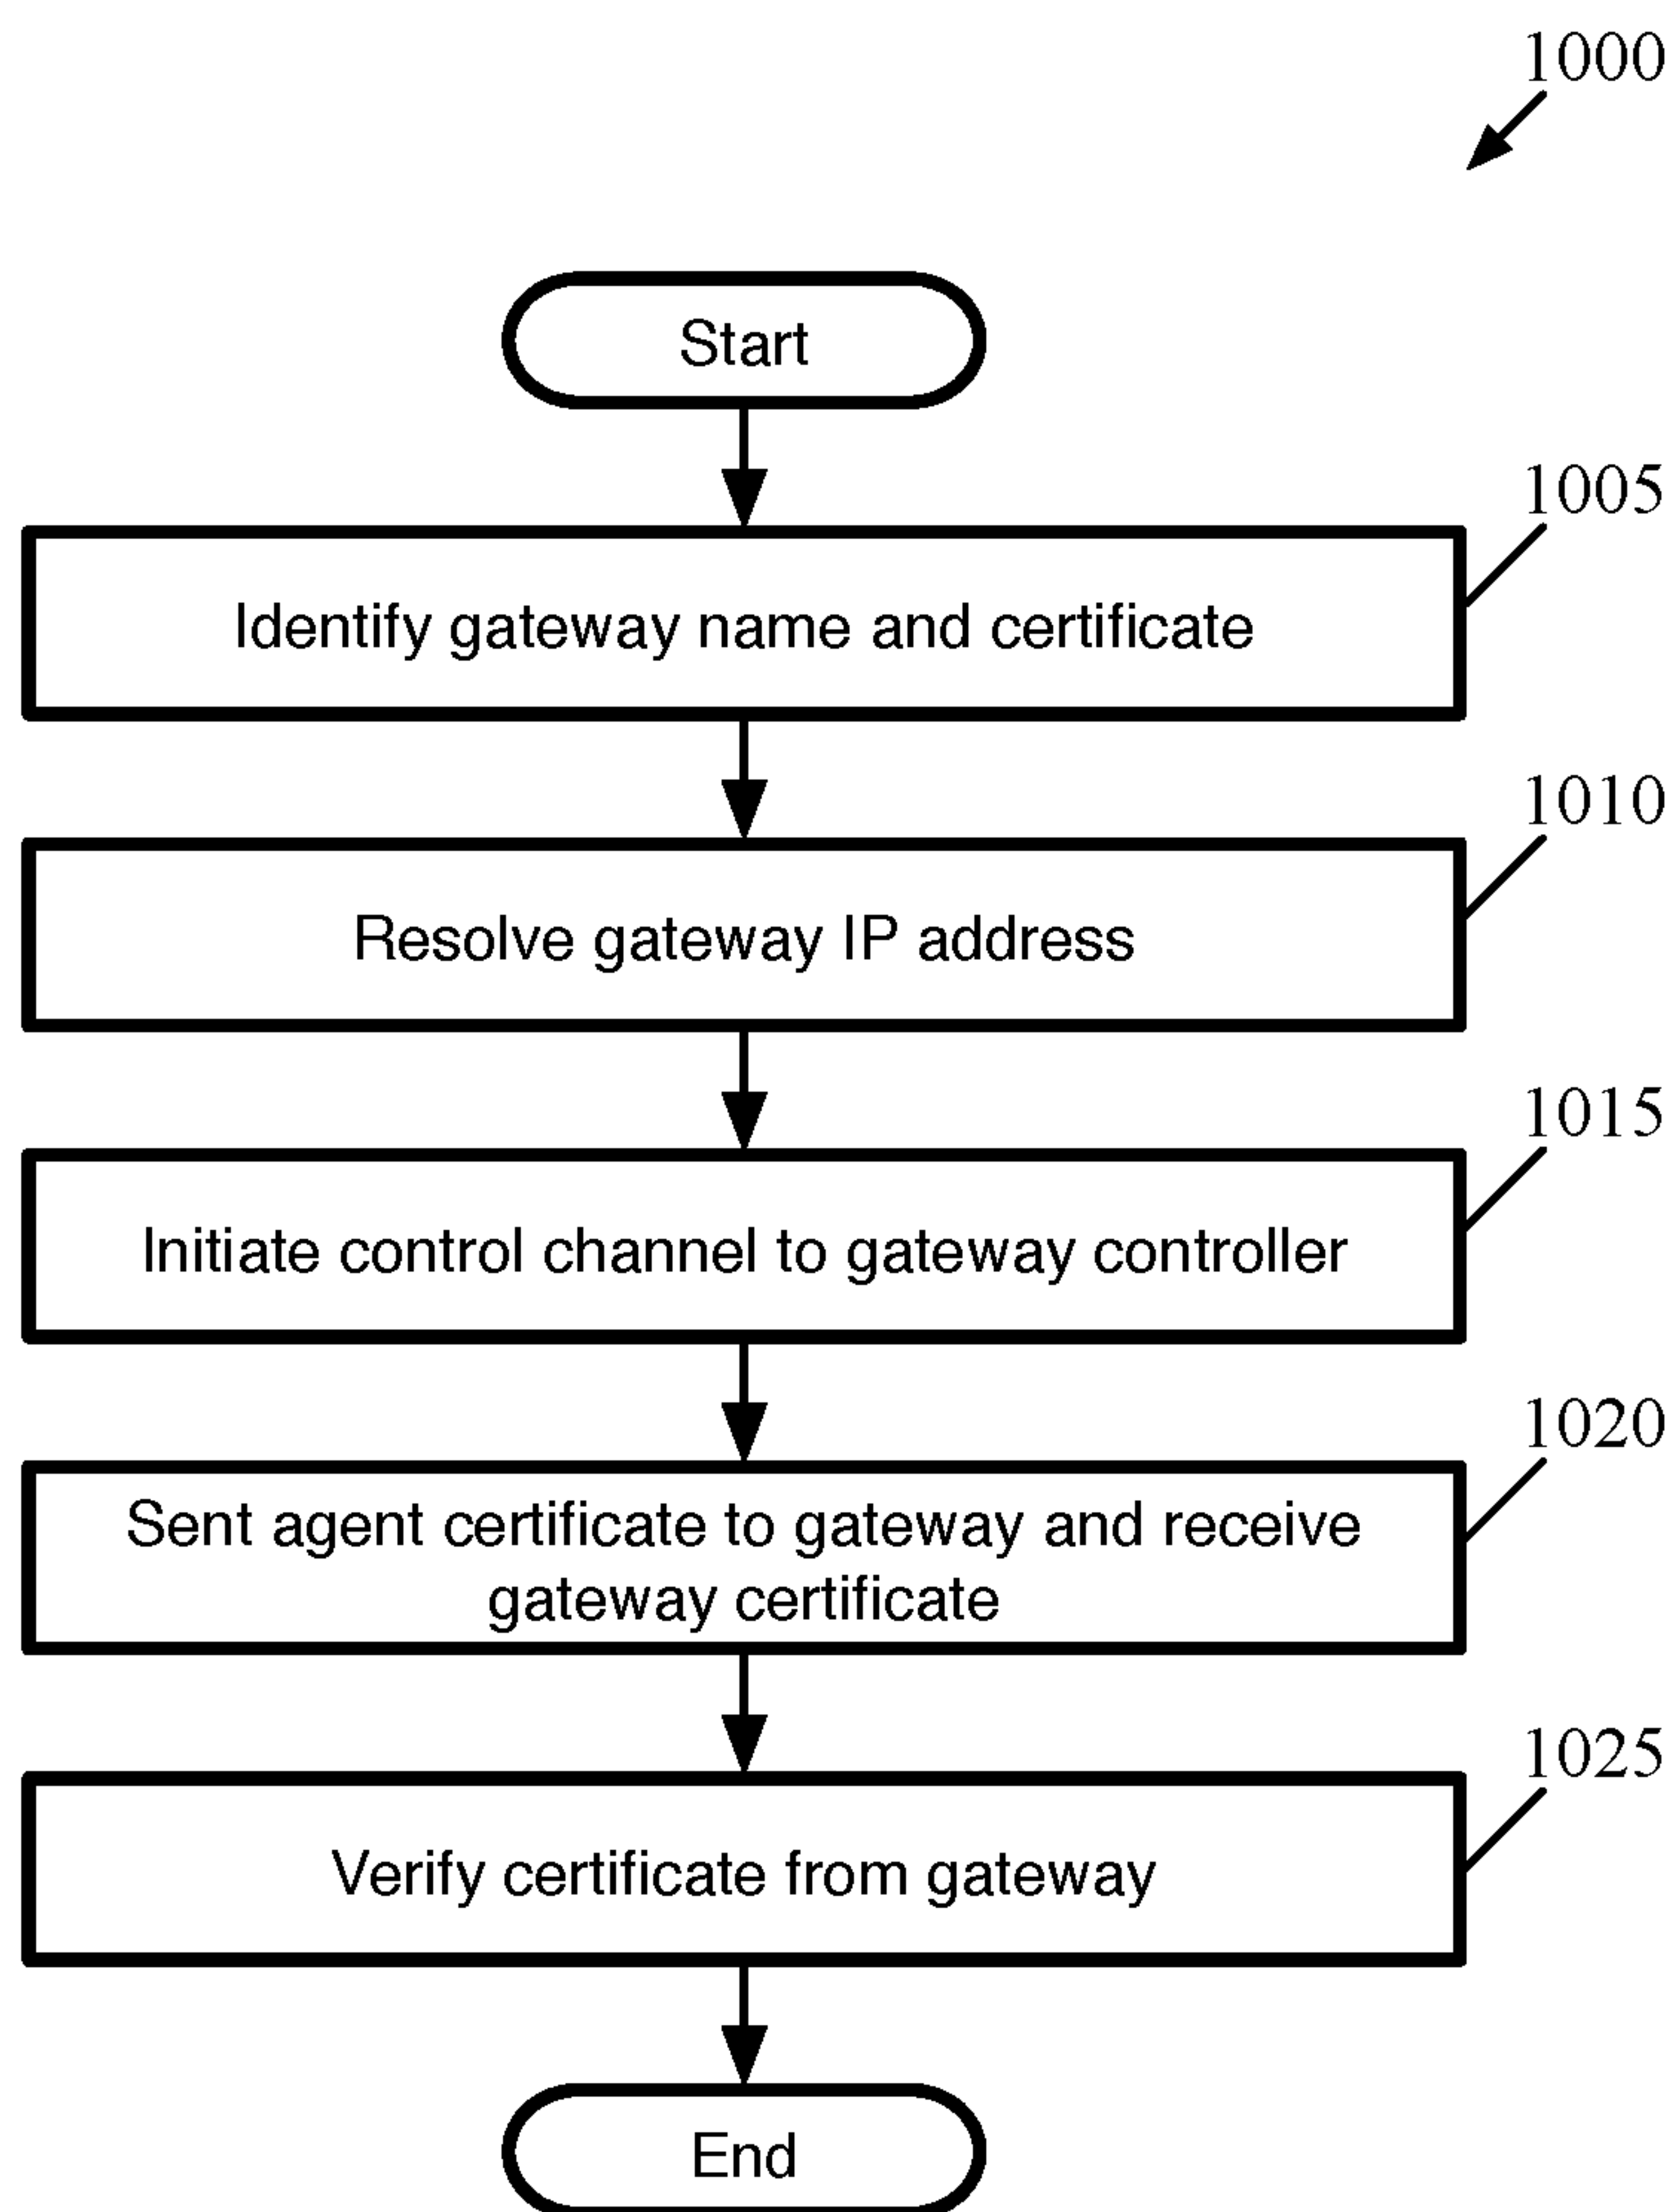 1000
Start
1005
Identify gateway name and certificate
1010
Resolve gateway IP address
1015
Initiate control channel to gateway controller
1020
Sent agent certificate to gateway and receive
gateway certificate
1025
Verify certificate from gateway
End